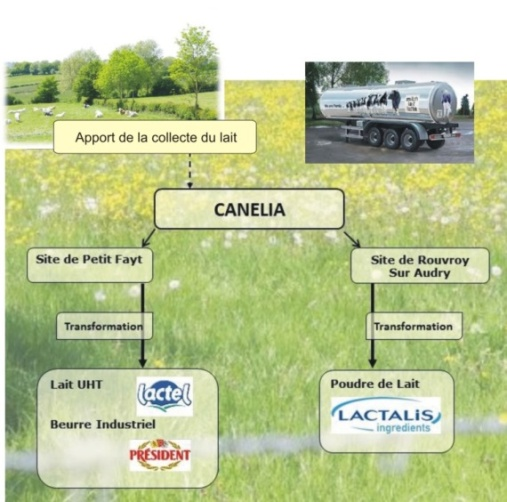 Apport de la collecte du lait
CANELIA
Site de Petit Fayt
Site de Rouvroy
Sur Audry
Transformation
Transformation
Lait UHT
lactel
Beurre Industriel
PRÉSIDENT
Poudre de Lait
LACTALIS
ingredients